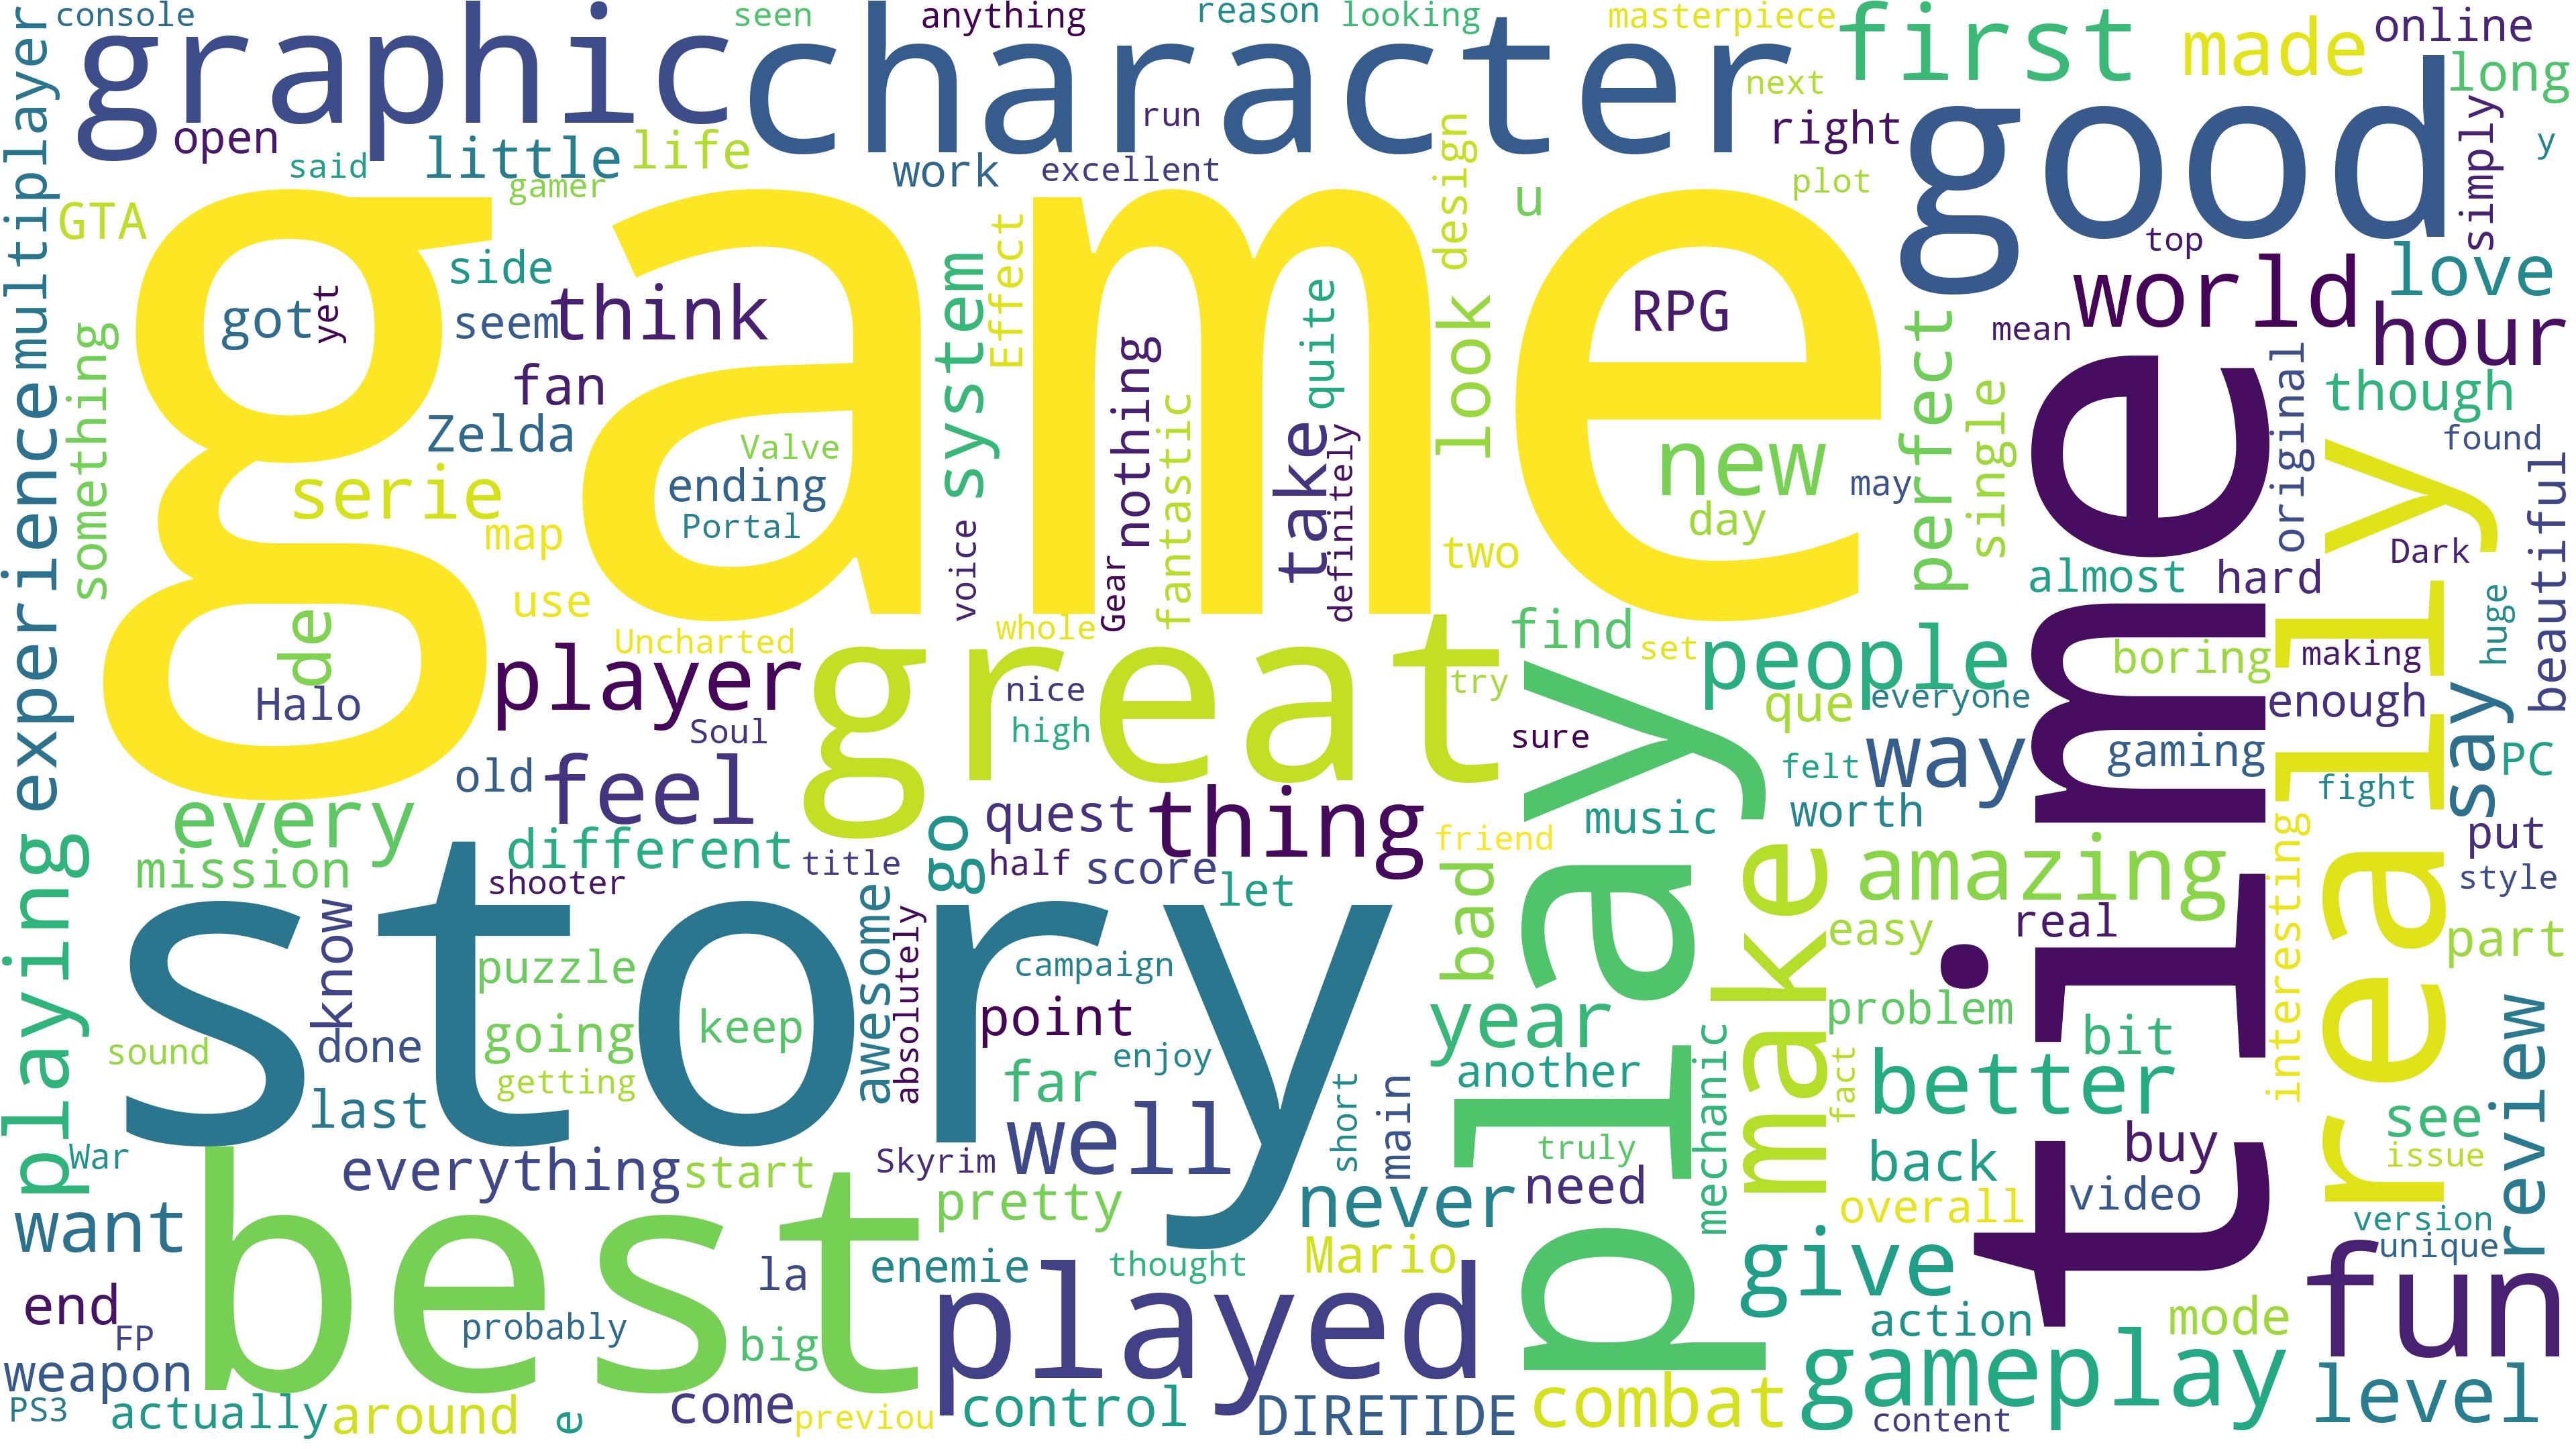 console
seen
anything
reason
looking
masterpiece
online
graphic
character
first
made
long
multiplayer
open
little
life
run
next
right
good
simply
y
said
gamer
work
excellent
design
u
plot
GTA
game
top
side
Effect
world
love
got
yet
seem
think
system
quite
RPG
mean
hour
something
fan
nothing
look
perfect
time
original
though
Zelda
Valve
fantastic
take
new
single
really
found
experience
serie
ending
definitely
may
beautiful
map
Portal
voice
two
day
Dark
de
use
Gear
almost
hard
huge
Uncharted
whole
great
find
set
people
boring
making
Halo
player
nice
try
que
everyone
enough
say
Soul
high
sure
play
way
gaming
PC
old
feel
felt
every
quest
thing
music
worth
fight
put
different
go
friend
mission
title
half
score
bad
make
amazing
interesting
style
shooter
let
playing
story
know
awesome
absolutely
real
easy
part
puzzle
campaign
sound
done
going
keep
point
year
problem
bit
review
getting
far
enjoy
another
mechanic
fact
better
see
last
well
short
main
truly
back
buy
issue
War
everything
start
Skyrim
need
video
want
best
pretty
never
overall
version
unique
la
enemie
thought
Mario
give
fun
end
FP
probably
big
played
action
mode
weapon
gameplay
level
PS3
actually
around
e
come
previou
control
DIRETIDE
combat
content